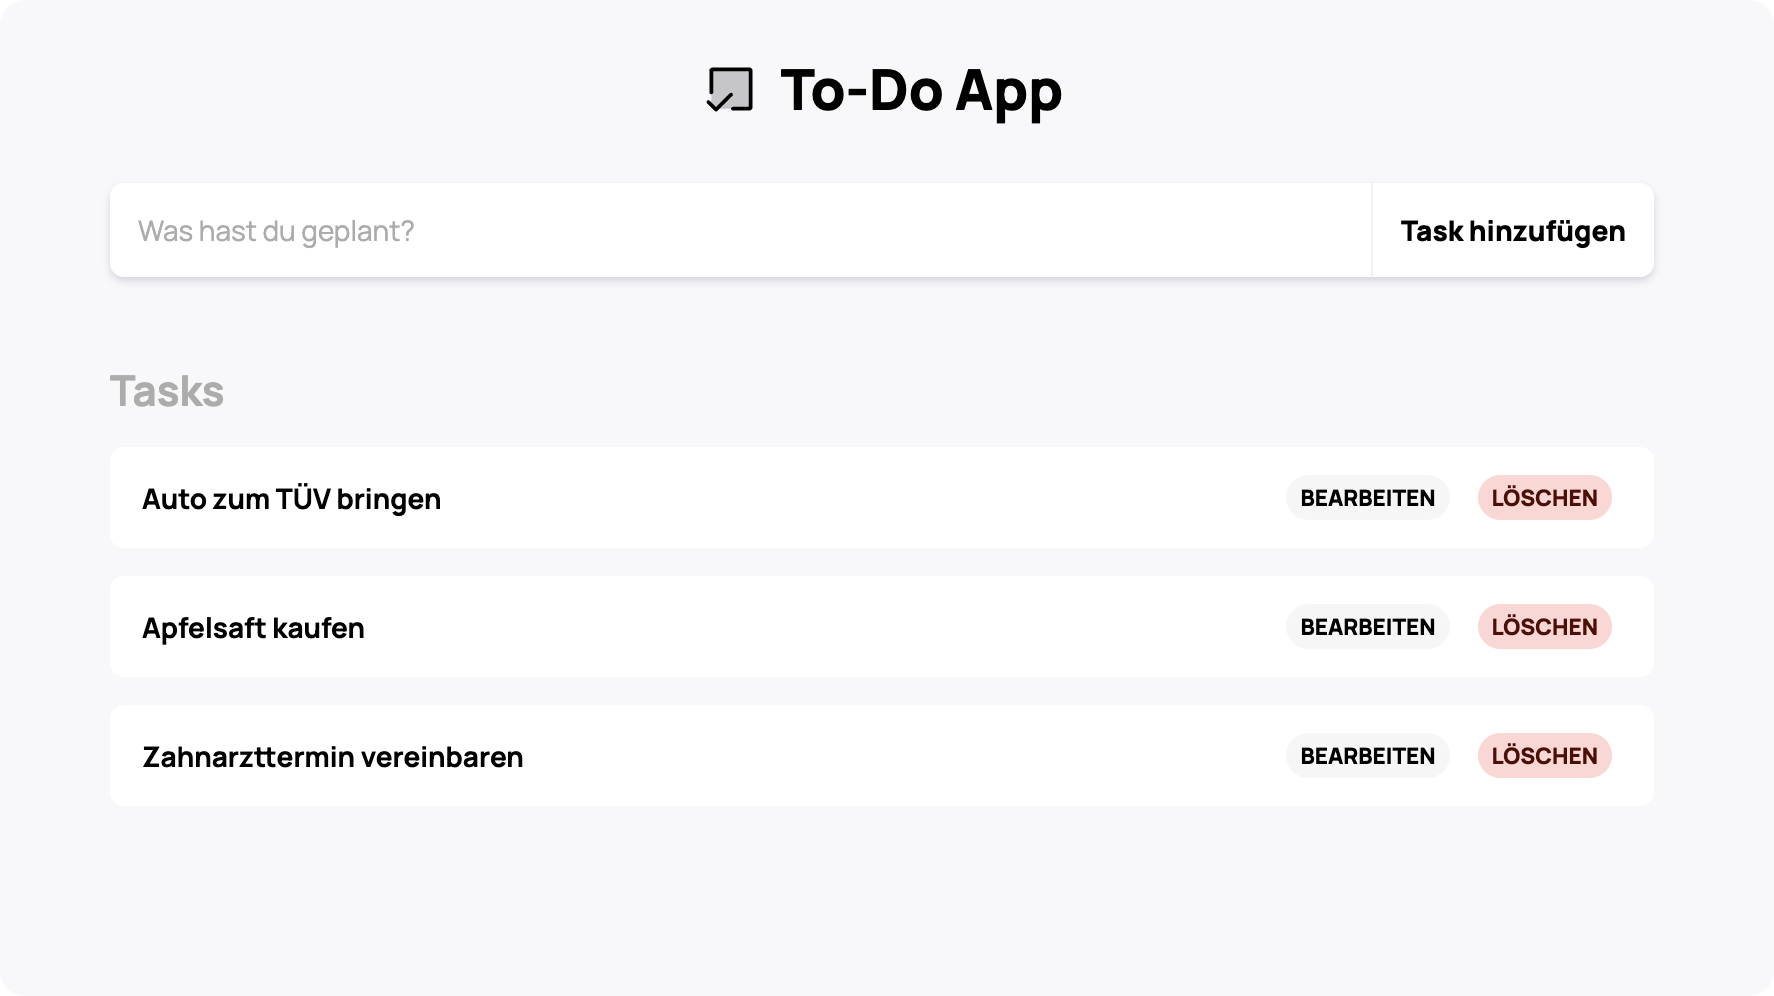 To-Do App
Was hast du geplant?
Task hinzufügen
Tasks
Auto zum TÜV bringen
BEARBEITEN
LÖSCHEN
Apfelsaft kaufen
BEARBEITEN
LÖSCHEN
Zahnarzttermin vereinbaren
BEARBEITEN
LÖSCHEN